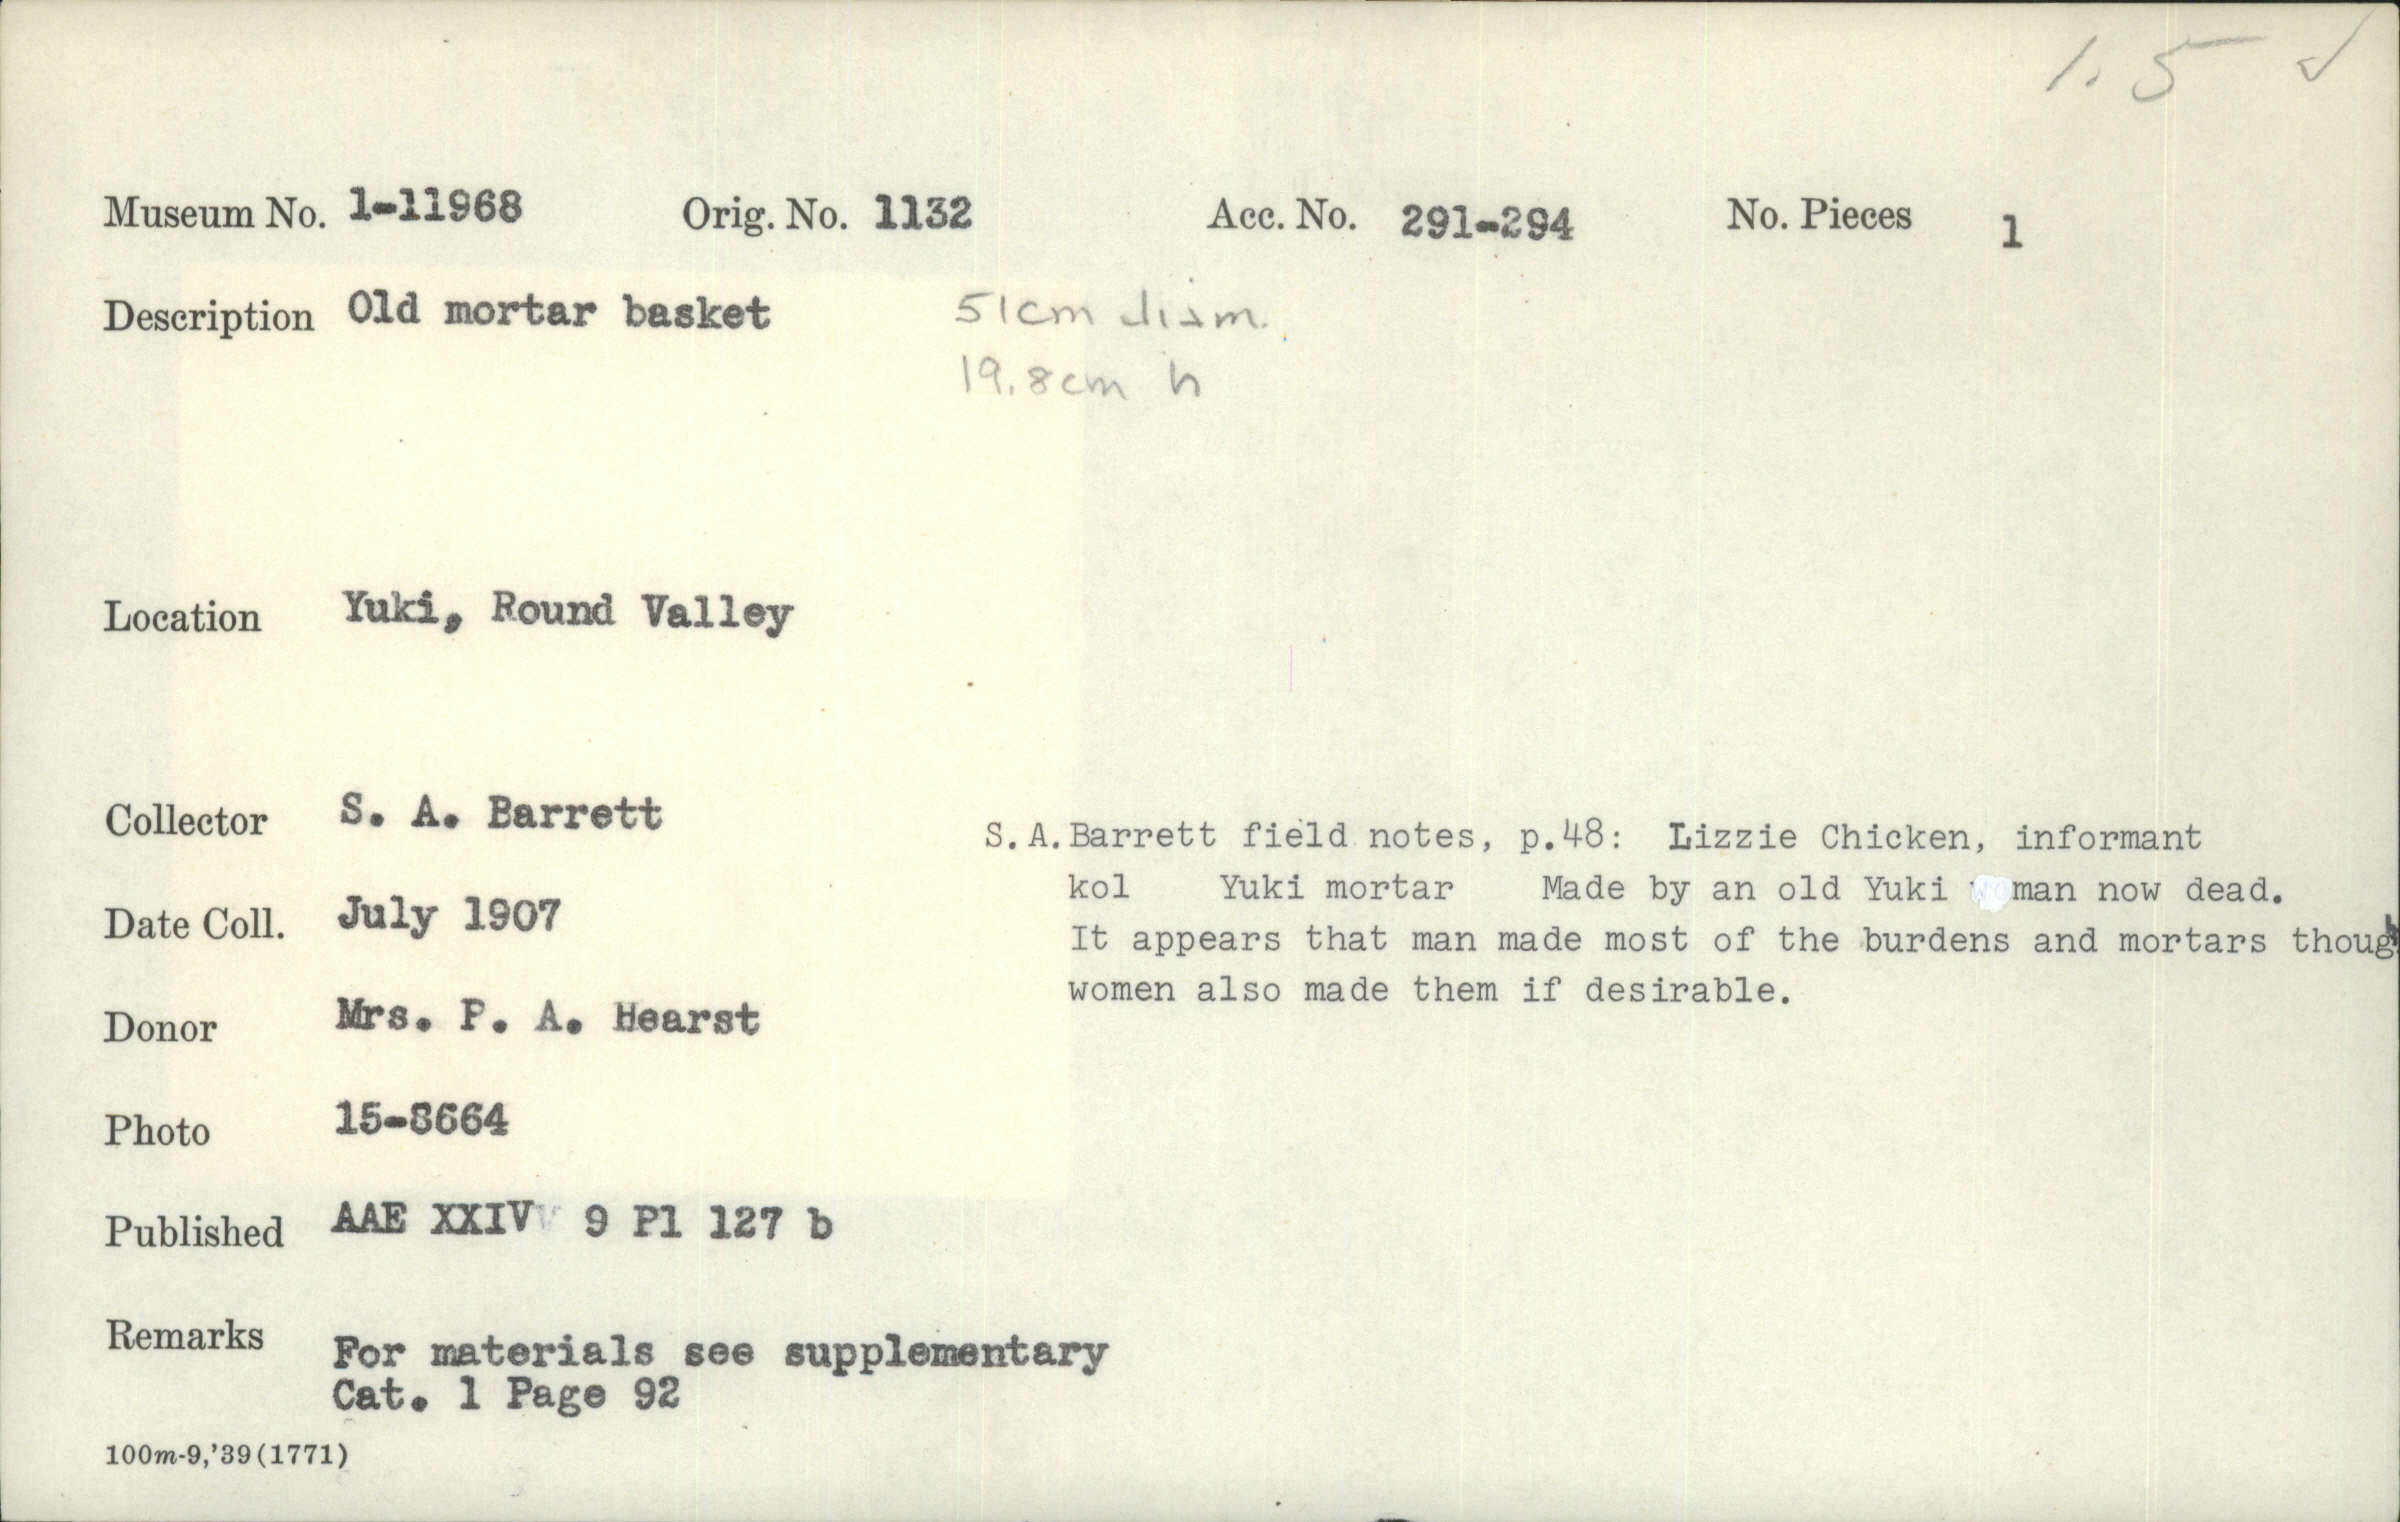 1. 5 ✓
Museum No. 1-11968 Orig. No. 1132 Acc. No. 291-294 No. Pieces 1
Description Old mortar basket 51cm diam.
19.8cm h
Location Yuki, Round Valley
Collector S. A. Barrett
S. A. Barrett field notes, p.48: Lizzie Chicken, informant
kol Yuki mortar Made by an old Yuki woman now dead.
Date Coll. July 1907
It appears that man made most of the burdens and mortars though
women also made them if desirable.
Donor Mrs. P. A. Hearst
Photo 15-8664
Published AAE XXIV 9 Pl 127 b
Remarks For materials see supplementary
Cat. 1 Page 92
100m-9,'39(1771)